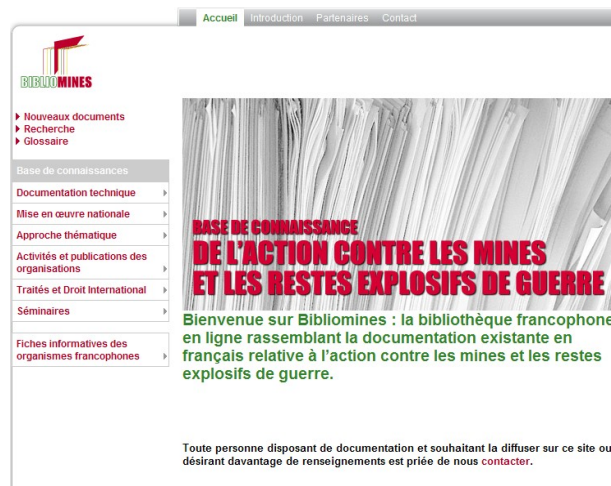 Accueil Introduction Partenaires Contact
BIBLIOMINES
Nouveaux documents
Recherche
Glossaire
Base de connaissances
Documentation technique
Mise en œuvre nationale
Approche thématique
Activités et publications des
organisations
Traités et Droit International
Séminaires
Fiches informatives des
organismes francophones
BASE DE CONNAISSANCE
DE L'ACTION CONTRE LES MINES
ET LES RESTES EXPLOSIFS DE GUERRE
Bienvenue sur Bibliomines : la bibliothèque francophone
en ligne rassemblant la documentation existante en
français relative à l'action contre les mines et les restes
explosifs de guerre.
Toute personne disposant de documentation et souhaitant la diffuser sur ce site ou
désirant davantage de renseignements est priée de nous contacter.